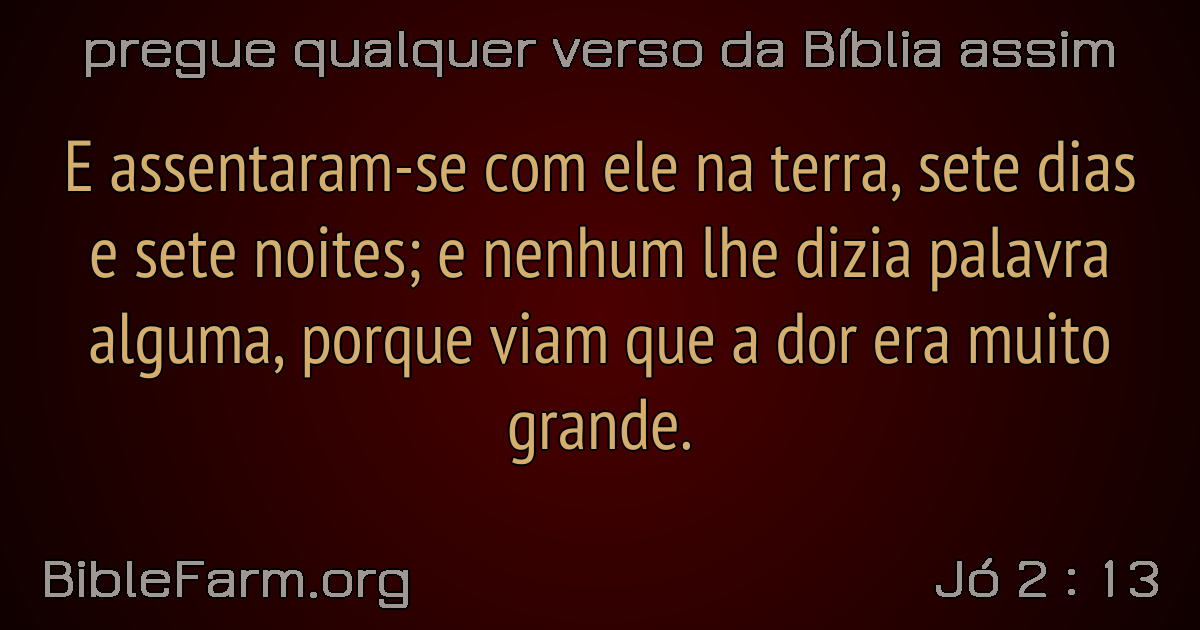 pregue qualquer verso da Bíblia assim
E assentaram-se com ele na terra, sete dias
e sete noites; e nenhum lhe dizia palavra
alguma, porque viam que a dor era muito
grande.
BibleFarm.org
Jó 2 : 13